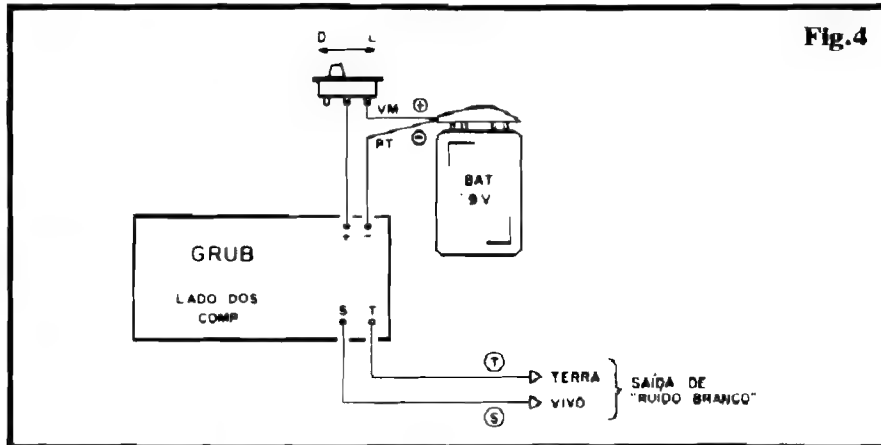 Fig.4
D L
VM +
PT −
BAT
9V
+ −
GRUB
LADO DOS
COMP
S T
T
TERRA
VIVO
S
SAÍDA DE
"RUIDO BRANCO"